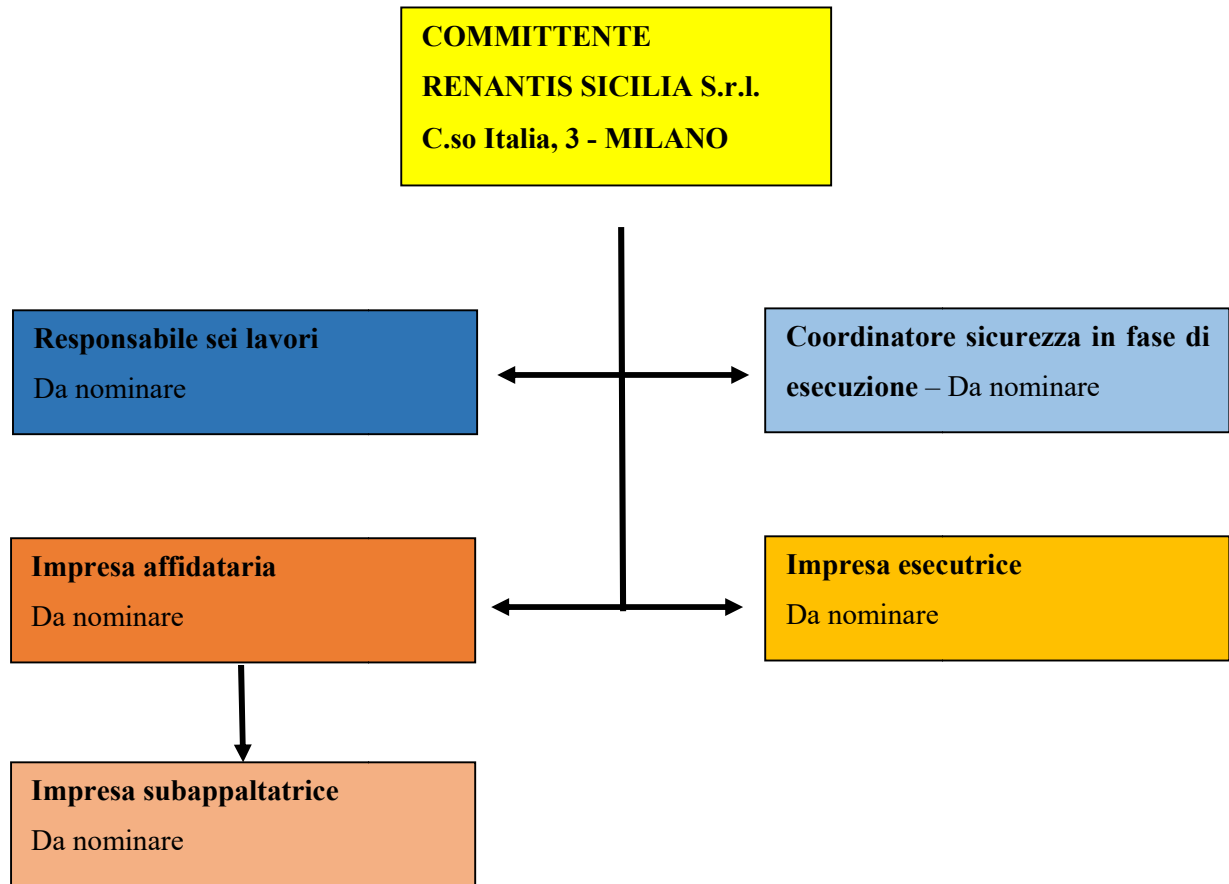 COMMITTENTE
RENANTIS SICILIA S.r.l.
C.so Italia, 3 - MILANO
Responsabile sei lavori
Da nominare
Coordinatore sicurezza in fase di
esecuzione – Da nominare
Impresa affidataria
Da nominare
Impresa esecutrice
Da nominare
Impresa subappaltatrice
Da nominare